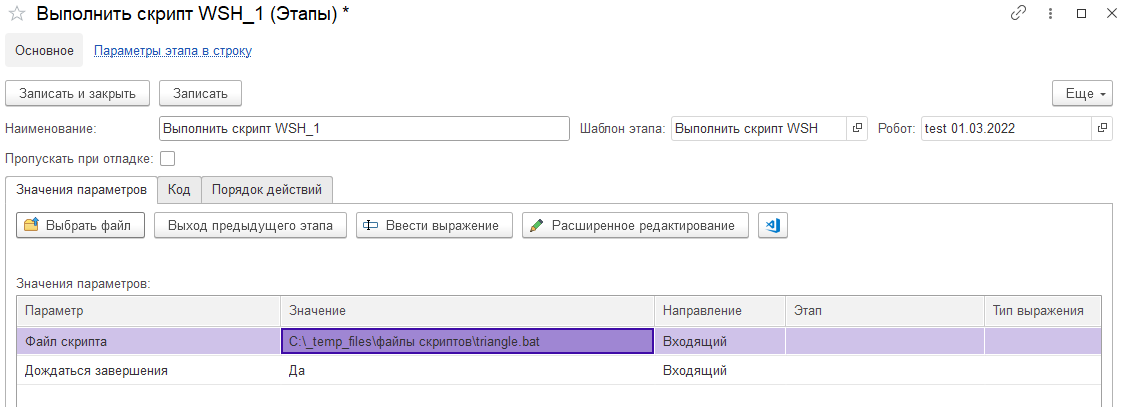 Выполнить скрипт WSH_1 (Этапы) *
Основное Параметры этапа в строку
Записать и закрыть Записать Еще
Наименование: Выполнить скрипт WSH_1 Шаблон этапа: Выполнить скрипт WSH Робот: test 01.03.2022
Пропускать при отладке:
Значения параметров Код Порядок действий
Выбрать файл Выход предыдущего этапа Ввести выражение Расширенное редактирование
Значения параметров:
Параметр Значение Направление Этап Тип выражения
Файл скрипта C:\_temp_files\файлы скриптов\triangle.bat Входящий
Дождаться завершения Да Входящий